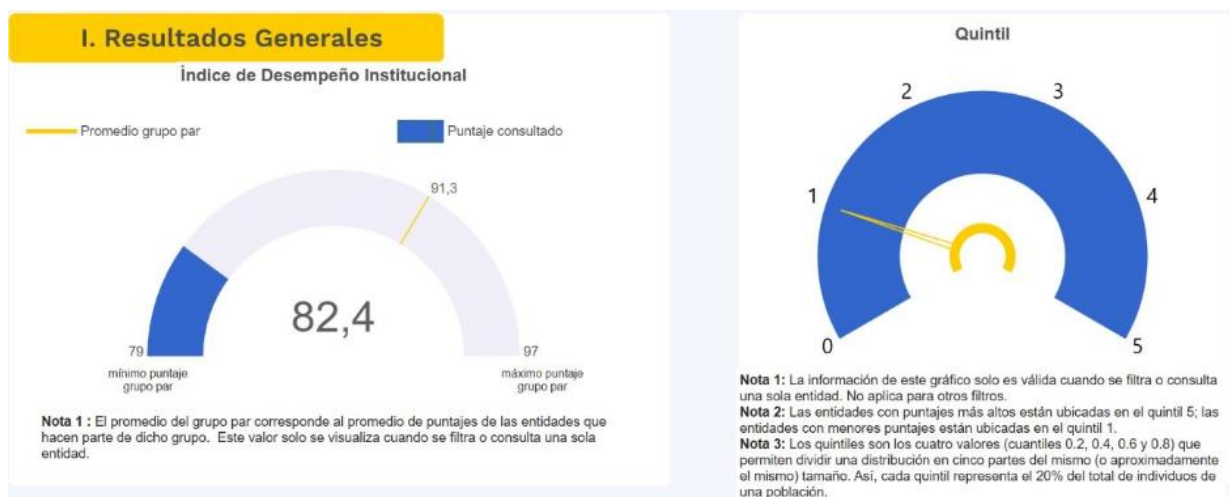 I. Resultados Generales
Índice de Desempeño Institucional
Promedio grupo par
Puntaje consultado
91,3
82,4
79
mínimo puntaje
grupo par
97
máximo puntaje
grupo par
Nota 1 : El promedio del grupo par corresponde al promedio de puntajes de las entidades que
hacen parte de dicho grupo. Este valor solo se visualiza cuando se filtra o consulta una sola
entidad.
Quintil
0
1
2
3
4
5
Nota 1: La información de este gráfico solo es válida cuando se filtra o consulta
una sola entidad. No aplica para otros filtros.
Nota 2: Las entidades con puntajes más altos están ubicadas en el quintil 5; las
entidades con menores puntajes están ubicadas en el quintil 1.
Nota 3: Los quintiles son los cuatro valores (cuantiles 0.2, 0.4, 0.6 y 0.8) que
permiten dividir una distribución en cinco partes del mismo (o aproximadamente
el mismo) tamaño. Así, cada quintil representa el 20% del total de individuos de
una población.